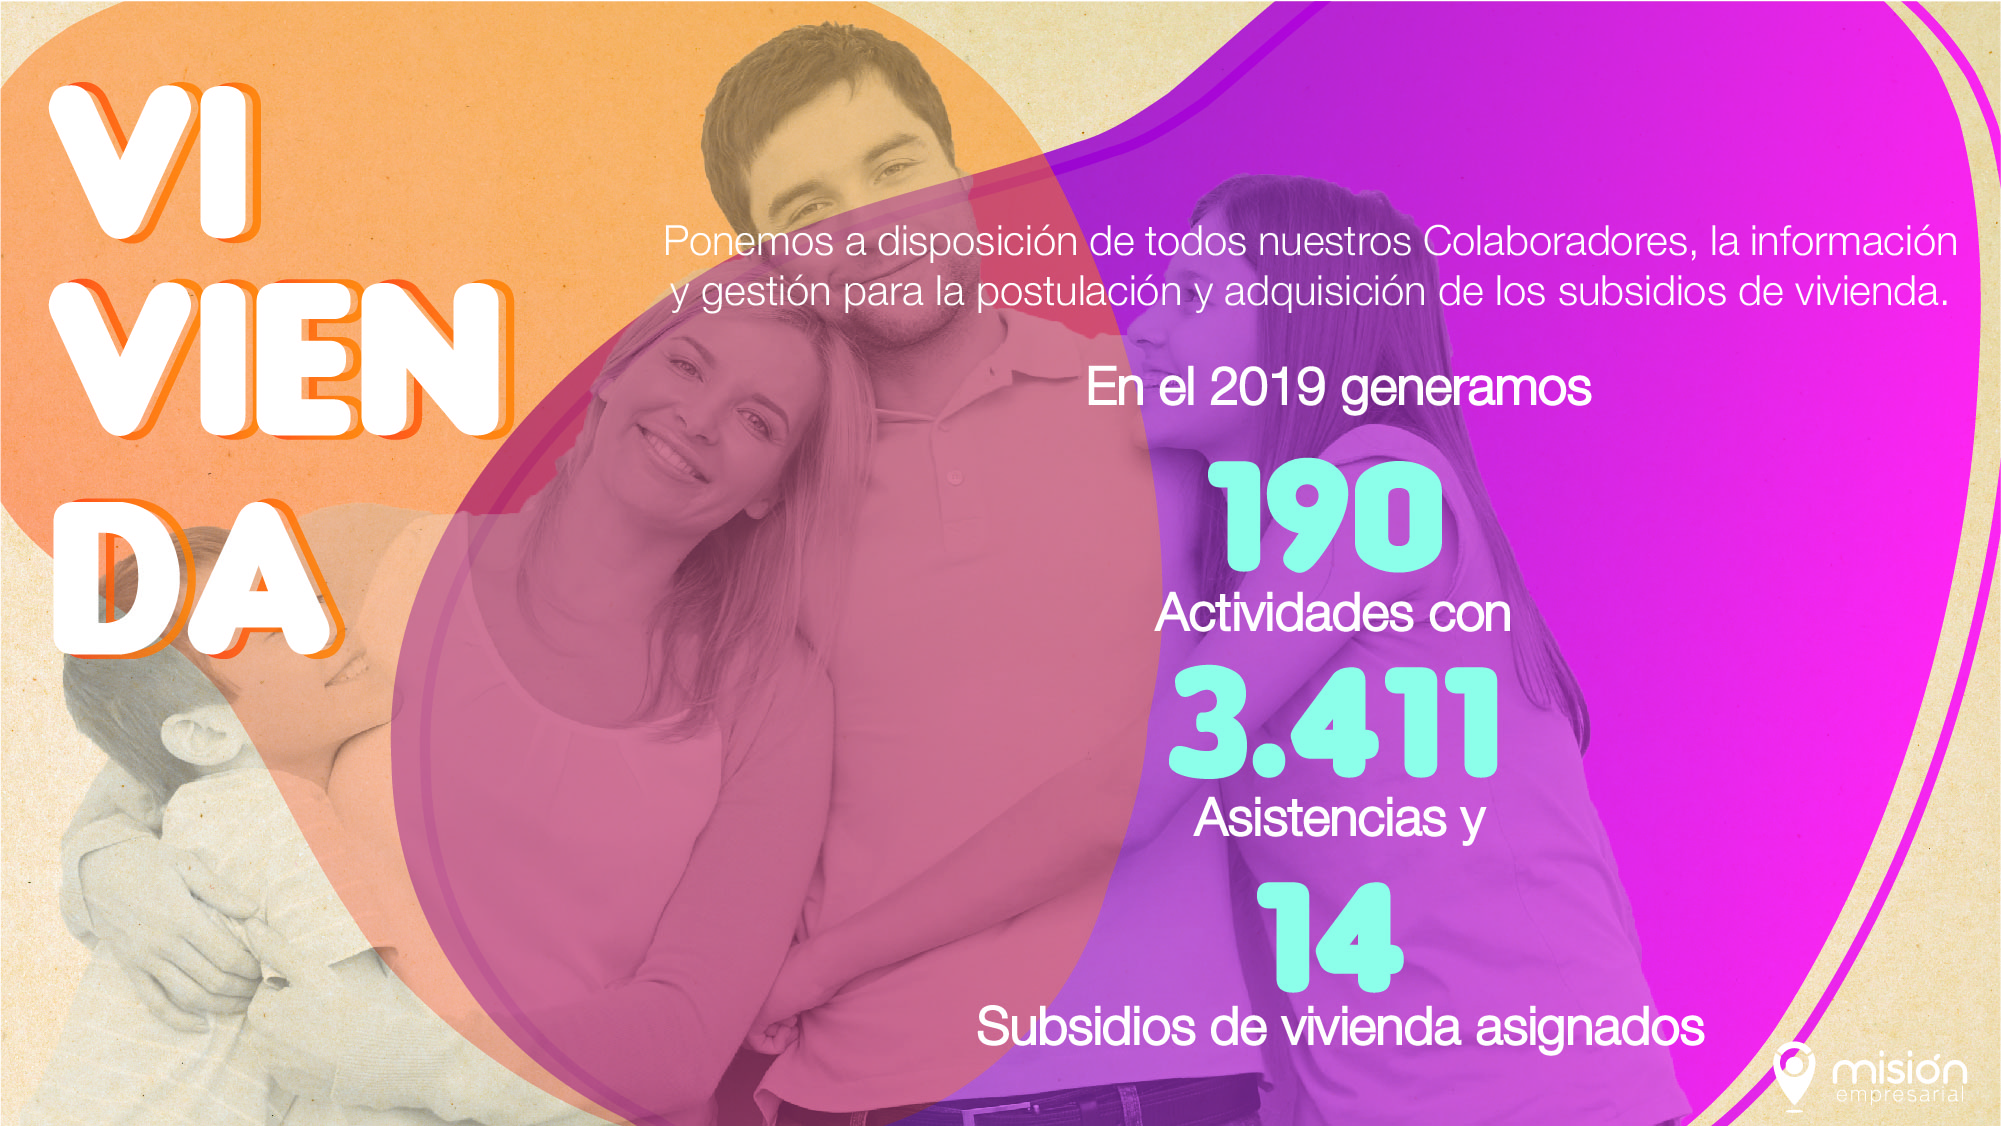 VI
VIEN
DA
Ponemos a disposición de todos nuestros Colaboradores, la información
y gestión para la postulación y adquisición de los subsidios de vivienda.
En el 2019 generamos
190
Actividades con
3.411
Asistencias y
14
Subsidios de vivienda asignados
misión
empresarial